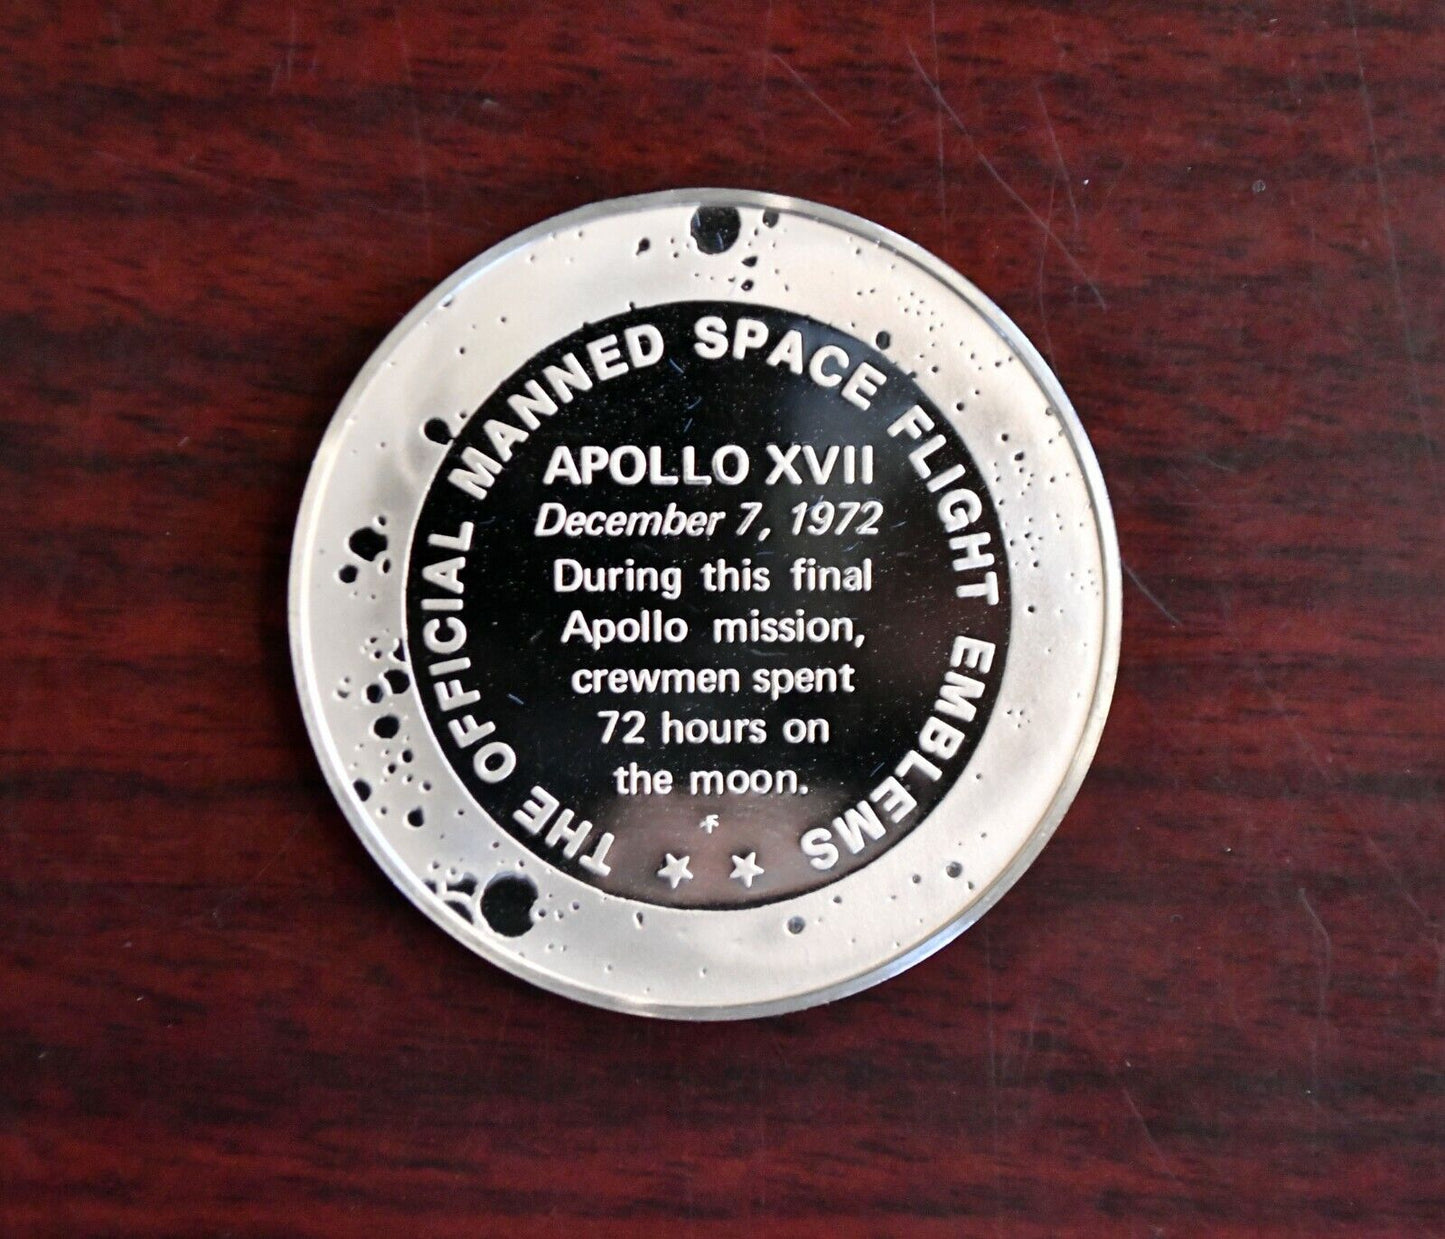 THE OFFICIAL MANNED SPACE FLIGHT EMBLEMS
APOLLO XVII
December 7, 1972
During this final
Apollo mission,
crewmen spent
72 hours on
the moon.